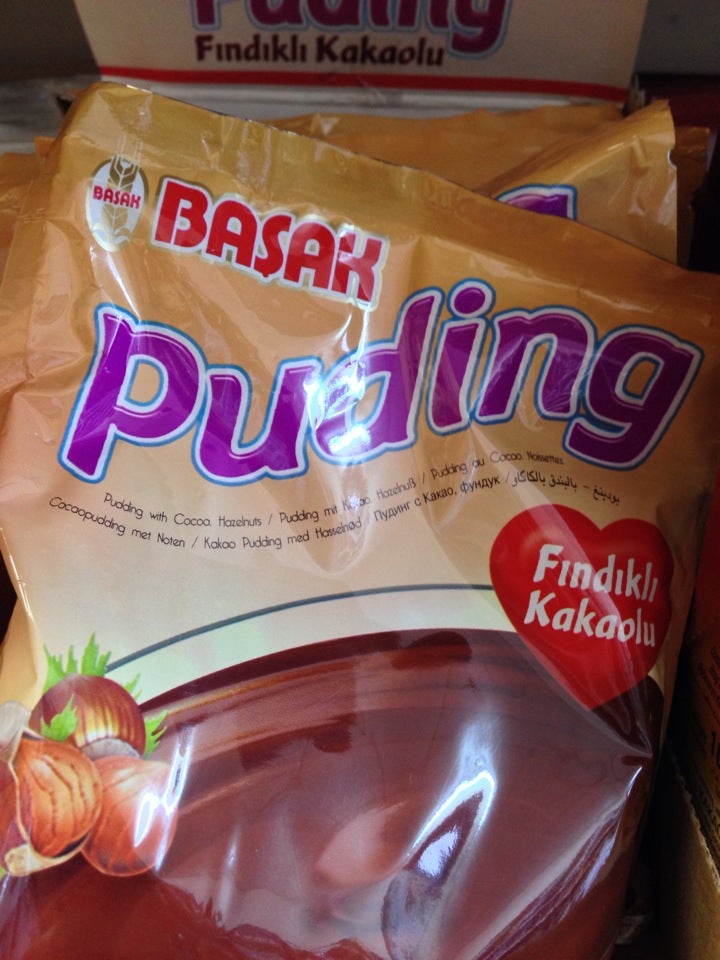 Puding
Fındıklı Kakaolu
BAŞAK
BAŞAK
Puding
Pudding with Cocoa, Hazelnuts / Pudding mit Kakao, Hazelnuß / Pudding au Cacao Noisettes
Cacaopudding met Noten / Kakao Pudding med Hasselnød / Пудинг с Какао, фундук / بودينغ - بالبندق بالكاكاو
Fındıklı
Kakaolu